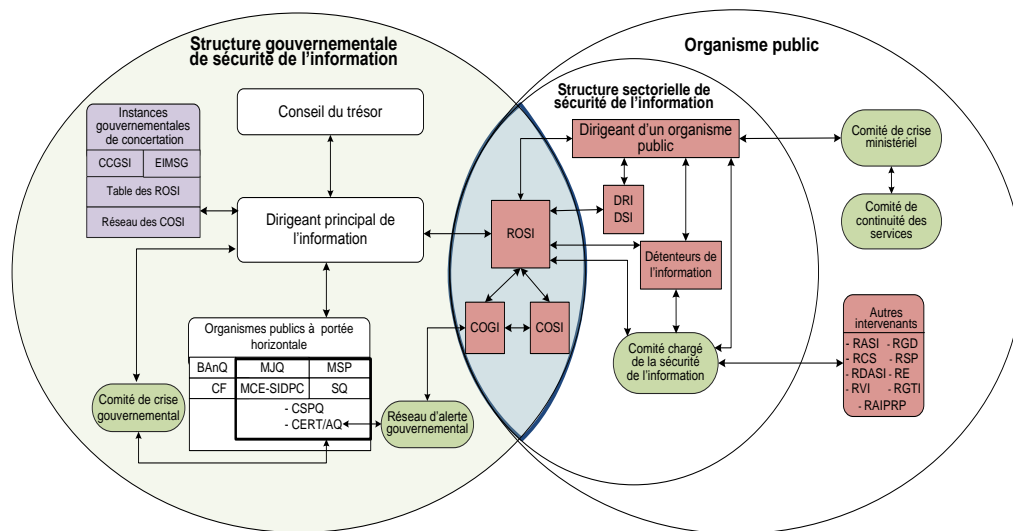 Structure gouvernementale
de sécurité de l'information
Organisme public
Structure sectorielle de
sécurité de l'information
Instances
gouvernementales
de concertation
CCGSI
EIMSG
Table des ROSI
Réseau des COSI
Conseil du trésor
Dirigeant principal de
l'information
Organismes publics à portée
horizontale
BAnQ
MJQ
MSP
CF
MCE-SIDPC
SQ
- CSPQ
- CERT/AQ
Comité de crise
gouvernemental
Réseau d'alerte
gouvernemental
ROSI
COGI
COSI
Dirigeant d'un organisme
public
DRI
DSI
Détenteurs de
l'information
Comité chargé
de la sécurité
de l'information
Comité de crise
ministériel
Comité de
continuité des
services
Autres
intervenants
- RASI - RGD
- RCS - RSP
- RDASI - RE
- RVI - RGTI
- RAIPRP